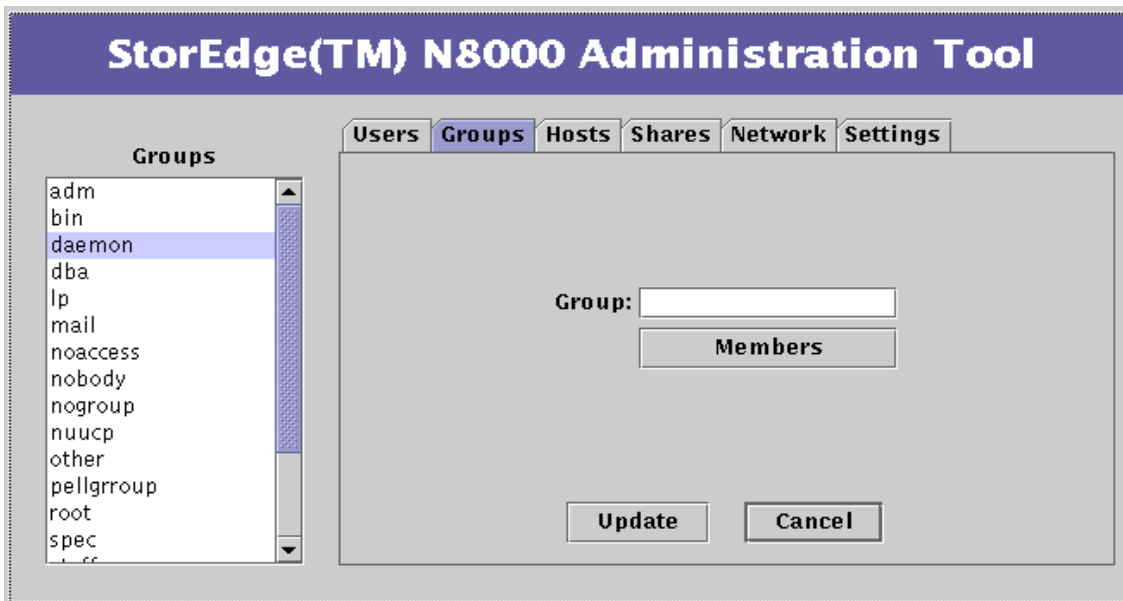 StorEdge(TM) N8000 Administration Tool
Users Groups Hosts Shares Network Settings
Groups
adm
bin
daemon
dba
lp
mail
noaccess
nobody
nogroup
nuucp
other
pellgrroup
root
spec
Group:
Members
Update Cancel